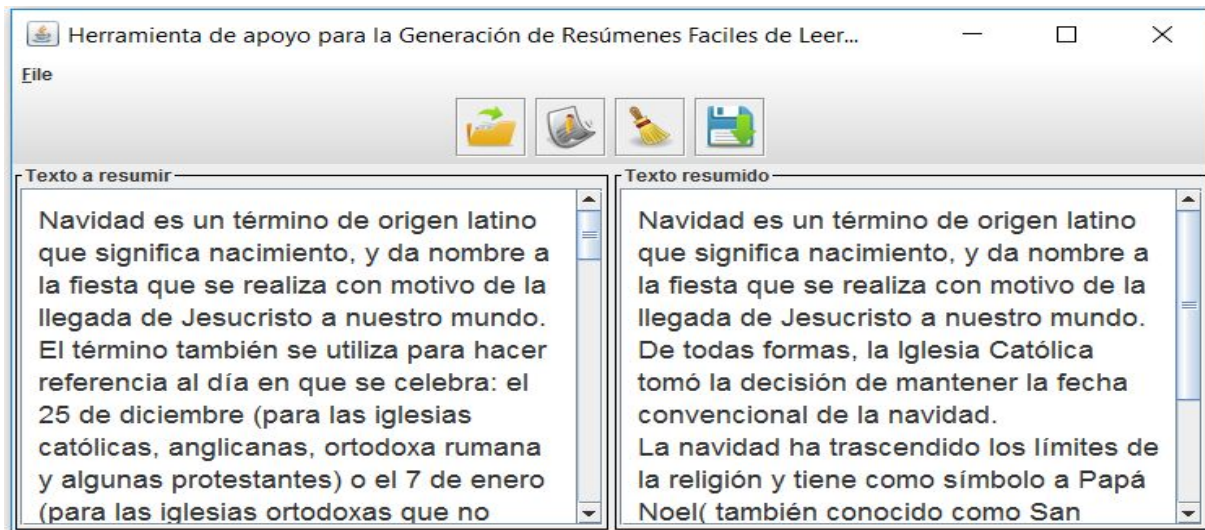 Herramienta de apoyo para la Generación de Resúmenes Faciles de Leer...
File
Texto a resumir
Navidad es un término de origen latino
que significa nacimiento, y da nombre a
la fiesta que se realiza con motivo de la
llegada de Jesucristo a nuestro mundo.
El término también se utiliza para hacer
referencia al día en que se celebra: el
25 de diciembre (para las iglesias
católicas, anglicanas, ortodoxa rumana
y algunas protestantes) o el 7 de enero
(para las iglesias ortodoxas que no
Texto resumido
Navidad es un término de origen latino
que significa nacimiento, y da nombre a
la fiesta que se realiza con motivo de la
llegada de Jesucristo a nuestro mundo.
De todas formas, la Iglesia Católica
tomó la decisión de mantener la fecha
convencional de la navidad.
La navidad ha trascendido los límites de
la religión y tiene como símbolo a Papá
Noel( también conocido como San